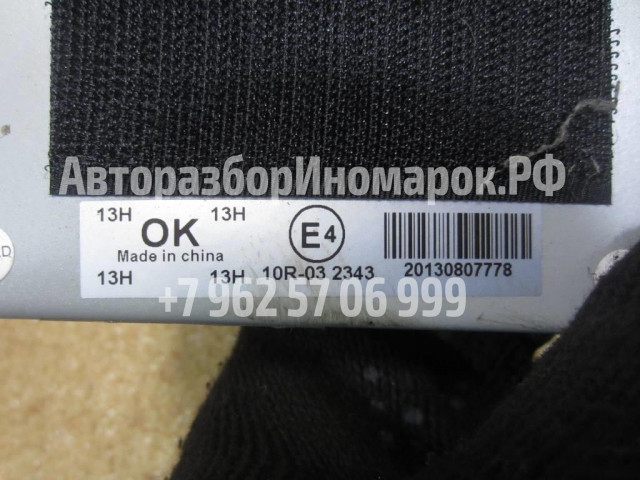 АвторазборИномарок.РФ
13H OK 13H
Made in china
13H 13H
E4
10R-03 2343
20130807778
+7 962 57 06 999